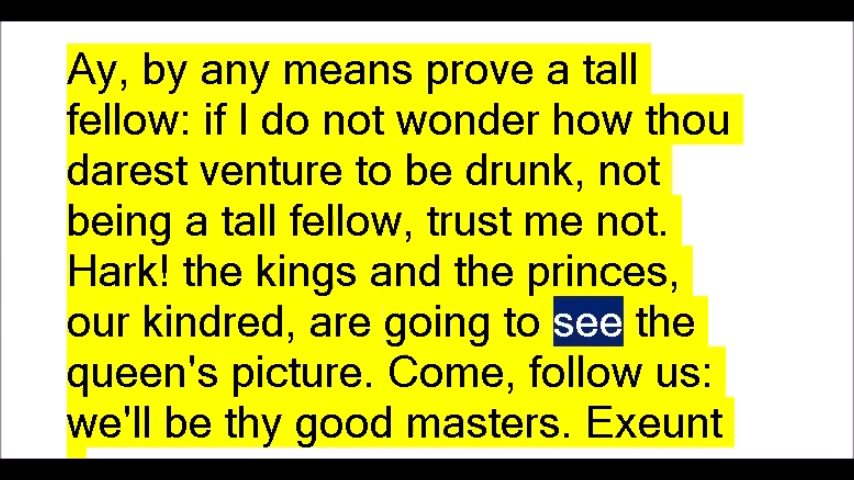 Ay, by any means prove a tall
fellow: if I do not wonder how thou
darest venture to be drunk, not
being a tall fellow, trust me not.
Hark! the kings and the princes,
our kindred, are going to see the
queen's picture. Come, follow us:
we'll be thy good masters. Exeunt